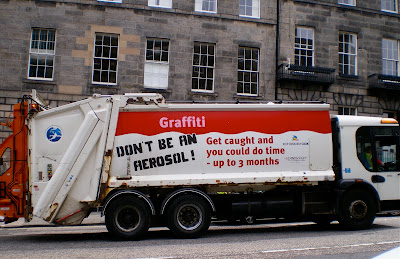 Graffiti
DON'T BE AN
AEROSOL!
Get caught and
you could do time
- up to 3 months